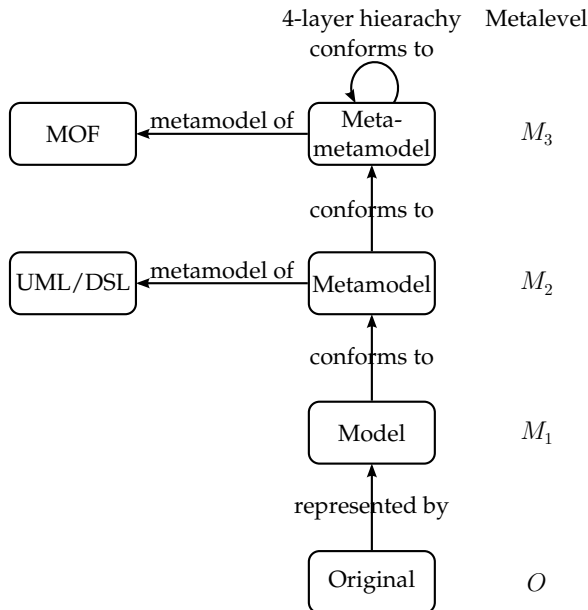 4-layer hiearachy Metalevel
conforms to
MOF metamodel of Meta-
metamodel M₃
conforms to
UML/DSL metamodel of Metamodel M₂
conforms to
Model M₁
represented by
Original O